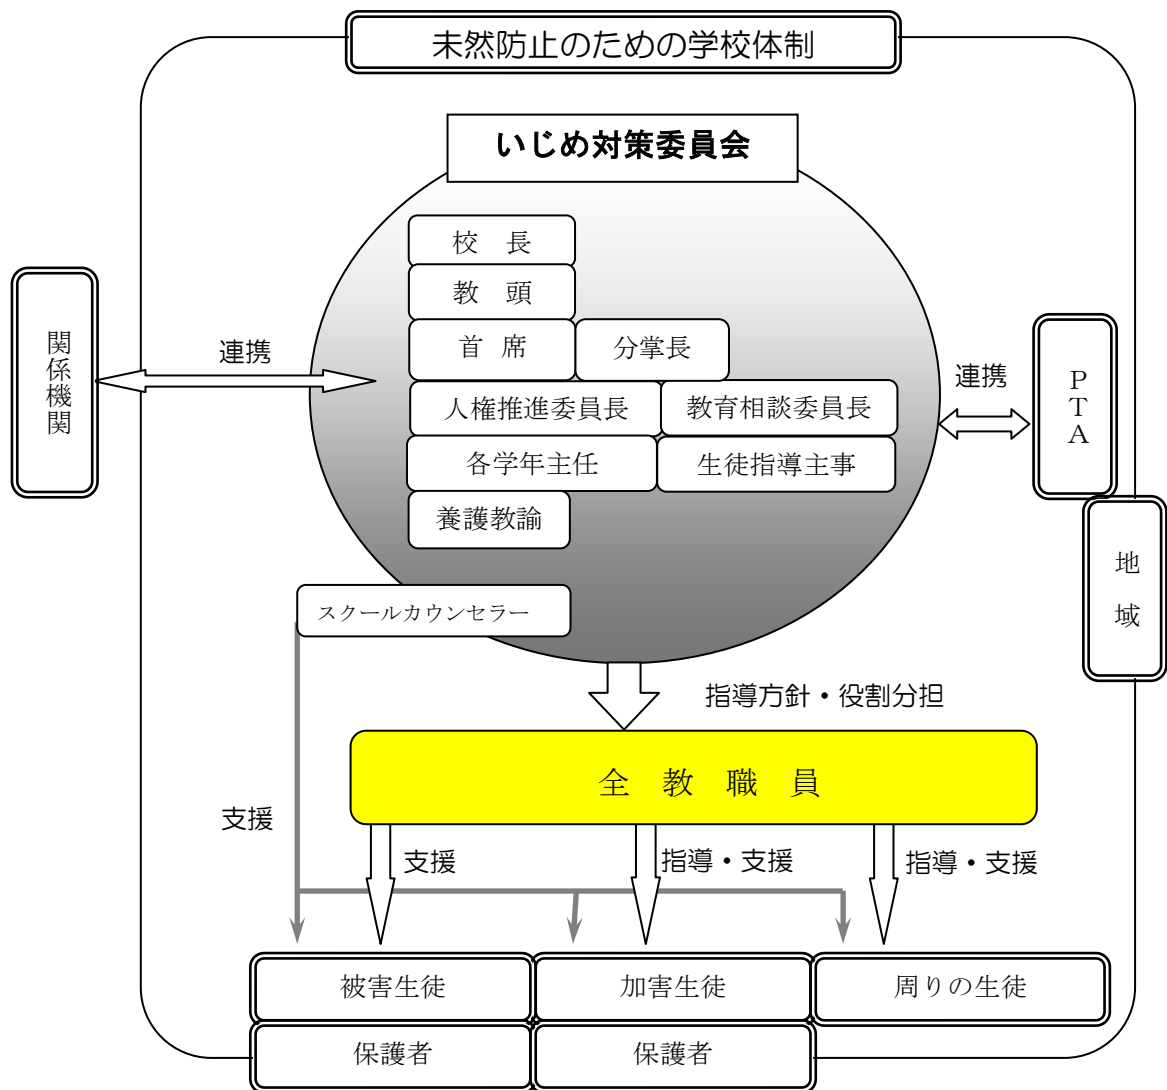 未然防止のための学校体制
いじめ対策委員会
校　長
教　頭
首 席
分掌長
人権推進委員長
教育相談委員長
各学年主任
生徒指導主事
養護教諭
スクールカウンセラー
関係機関
連携
連携
ＰＴＡ
地　域
指導方針・役割分担
全　教　職　員
支援
支援
指導・支援
指導・支援
被害生徒
加害生徒
周りの生徒
保護者
保護者